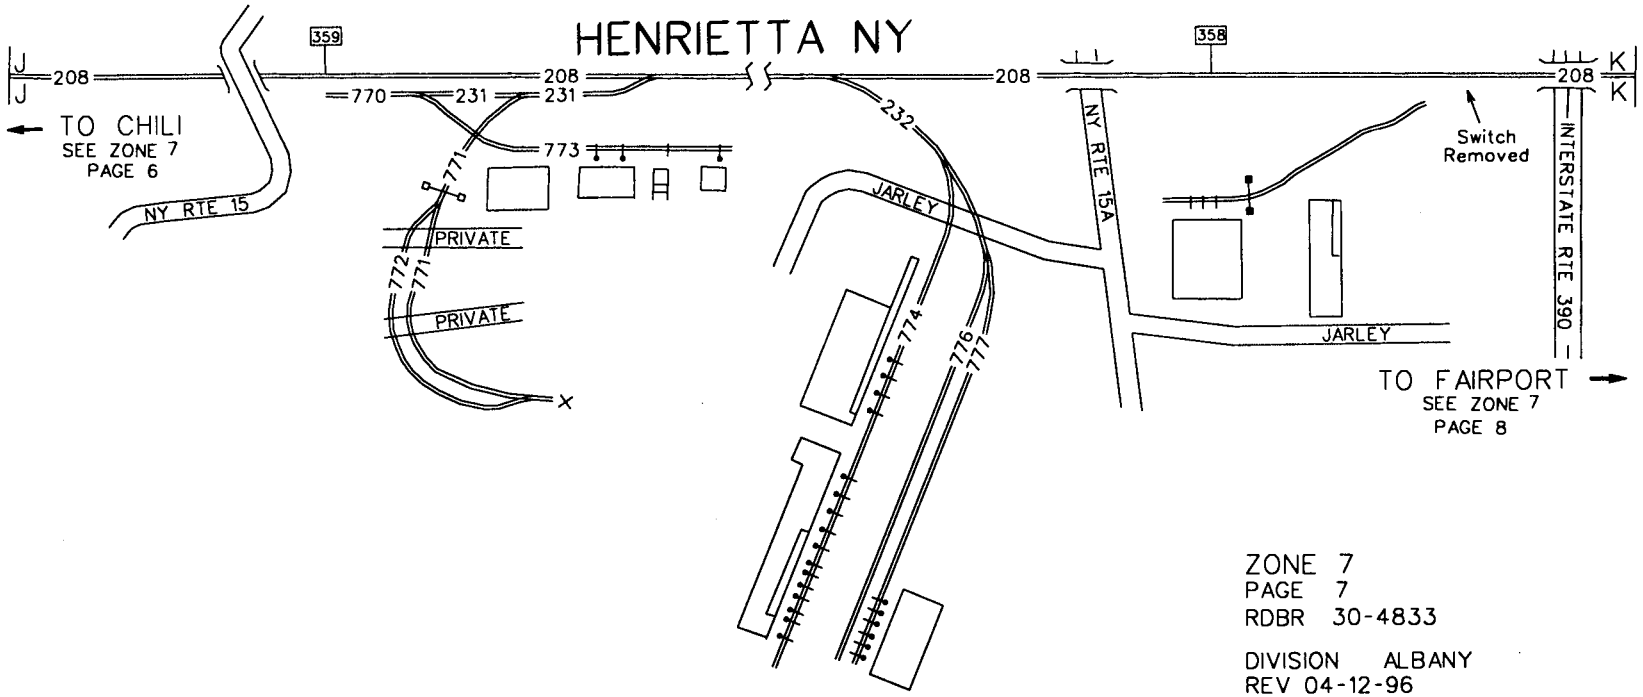 HENRIETTA NY
359
358
J
J
208
208
208
208
K
K
770
231
231
773
771
772
771
232
774
776
777
TO CHILI
SEE ZONE 7
PAGE 6
NY RTE 15
PRIVATE
PRIVATE
X
JARLEY
NY RTE 15A
JARLEY
Switch
Removed
INTERSTATE RTE 390
TO FAIRPORT
SEE ZONE 7
PAGE 8
ZONE 7
PAGE 7
RDBR 30-4833
DIVISION ALBANY
REV 04-12-96